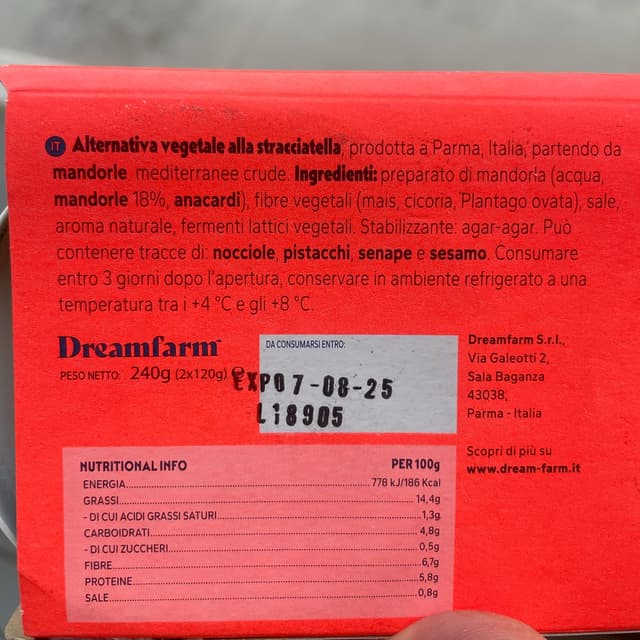 IT Alternativa vegetale alla stracciatella, prodotta a Parma, Italia, partendo da
mandorle mediterranee crude. Ingredienti: preparato di mandorla (acqua,
mandorle 18%, anacardi), fibre vegetali (mais, cicoria, Plantago ovata), sale,
aroma naturale, fermenti lattici vegetali. Stabilizzante: agar-agar. Può
contenere tracce di: nocciole, pistacchi, senape e sesamo. Consumare
entro 3 giorni dopo l'apertura, conservare in ambiente refrigerato a una
temperatura tra i +4 °C e gli +8 °C.
Dreamfarm™
PESO NETTO: 240g (2x120g) ℮
DA CONSUMARSI ENTRO:
EXP07-08-25
L18905
Dreamfarm S.r.l.,
Via Galeotti 2,
Sala Baganza
43038,
Parma - Italia
Scopri di più su
www.dream-farm.it
NUTRITIONAL INFO PER 100g
ENERGIA 778 kJ/186 Kcal
GRASSI 14,4g
- DI CUI ACIDI GRASSI SATURI 1,3g
CARBOIDRATI 4,8g
- DI CUI ZUCCHERI 0,5g
FIBRE 6,7g
PROTEINE 5,8g
SALE 0,8g